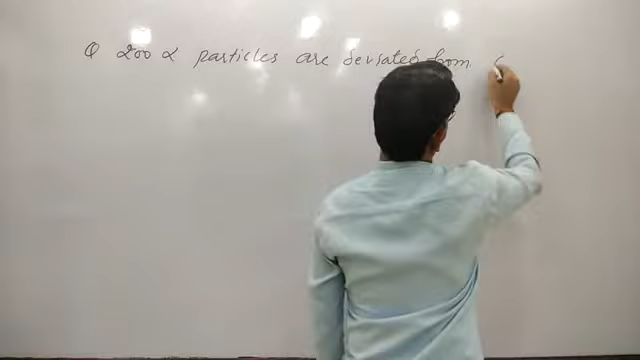 Q 200 α particles are deviated from